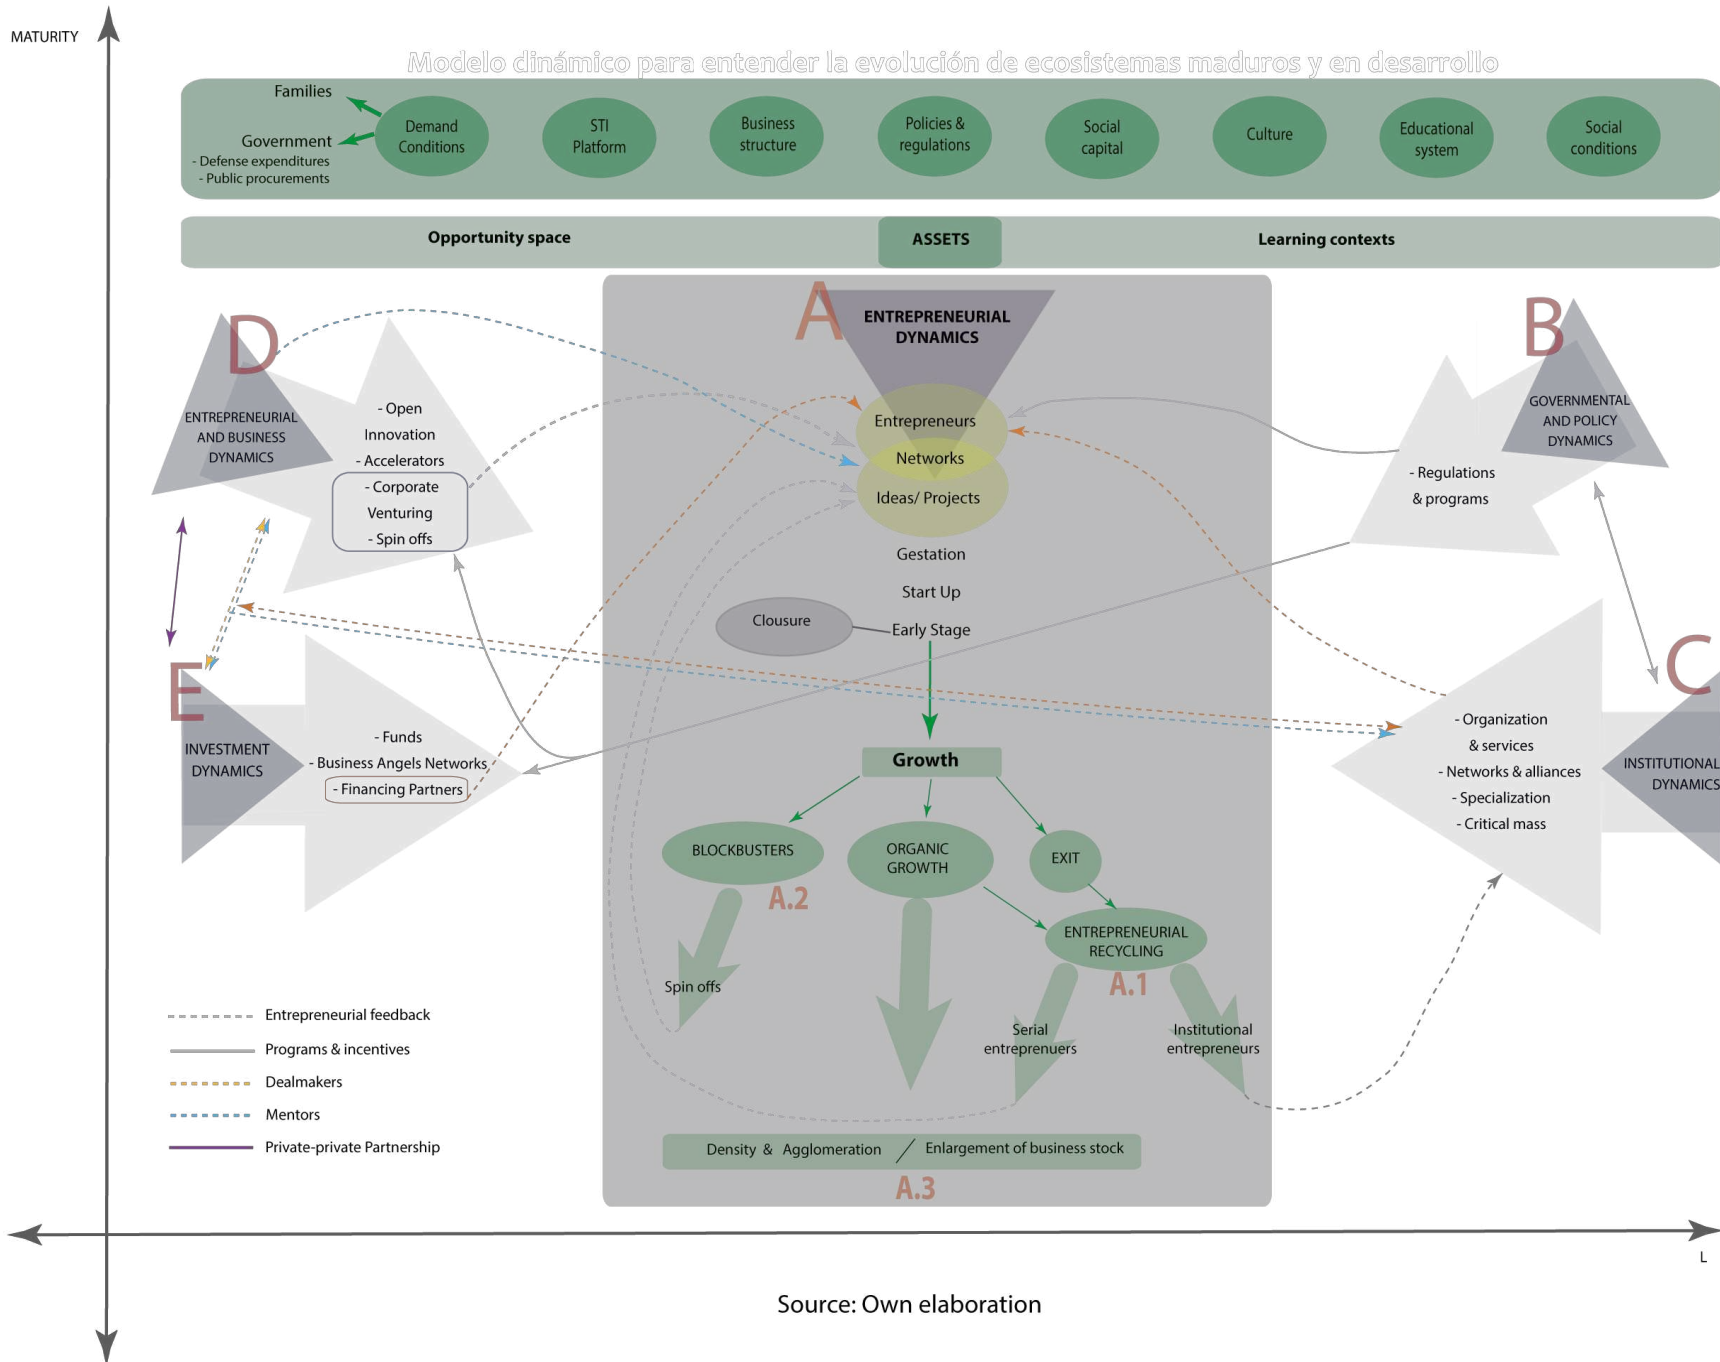 MATURITY
Modelo dinámico para entender la evolución de ecosistemas maduros y en desarrollo
Families
Government
- Defense expenditures
- Public procurements
Demand
Conditions
STI
Platform
Business
structure
Policies &
regulations
Social
capital
Culture
Educational
system
Social
conditions
Opportunity space
ASSETS
Learning contexts
A
ENTREPRENEURIAL
DYNAMICS
Entrepreneurs
Networks
Ideas/ Projects
Gestation
Start Up
Early Stage
Clousure
Growth
BLOCKBUSTERS
A.2
ORGANIC
GROWTH
EXIT
ENTREPRENEURIAL
RECYCLING
A.1
Spin offs
Serial
entreprenuers
Institutional
entrepreneurs
Density & Agglomeration / Enlargement of business stock
A.3
D
ENTREPRENEURIAL
AND BUSINESS
DYNAMICS
- Open
Innovation
- Accelerators
- Corporate
Venturing
- Spin offs
B
GOVERNMENTAL
AND POLICY
DYNAMICS
- Regulations
& programs
E
INVESTMENT
DYNAMICS
- Funds
- Business Angels Networks
- Financing Partners
C
INSTITUTIONAL
DYNAMICS
- Organization
& services
- Networks & alliances
- Specialization
- Critical mass
Entrepreneurial feedback
Programs & incentives
Dealmakers
Mentors
Private-private Partnership
L
Source: Own elaboration